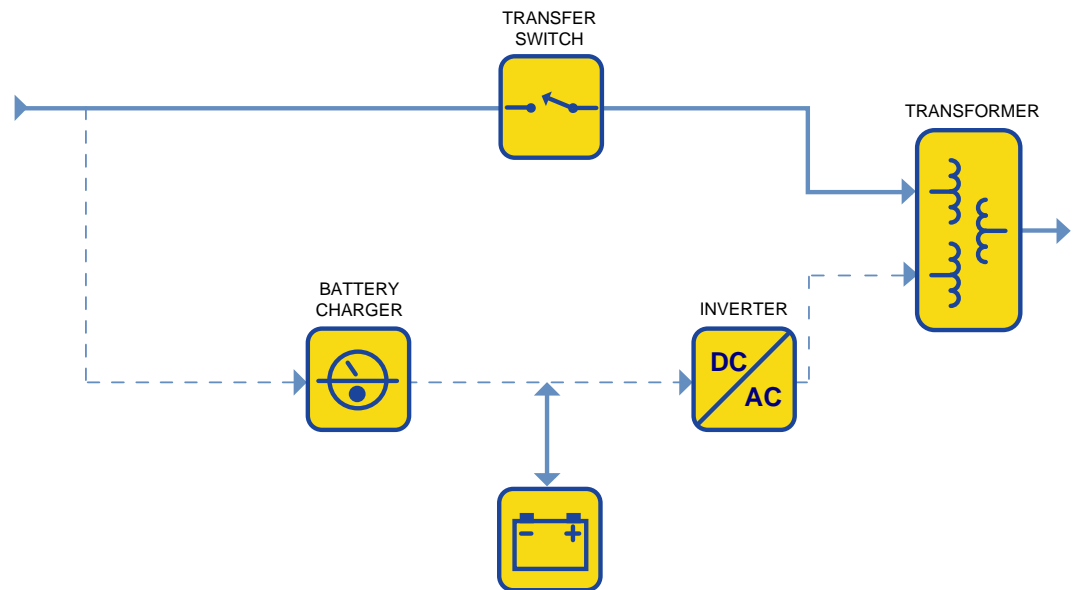 TRANSFER
SWITCH
TRANSFORMER
BATTERY
CHARGER
INVERTER
DC
AC
- +